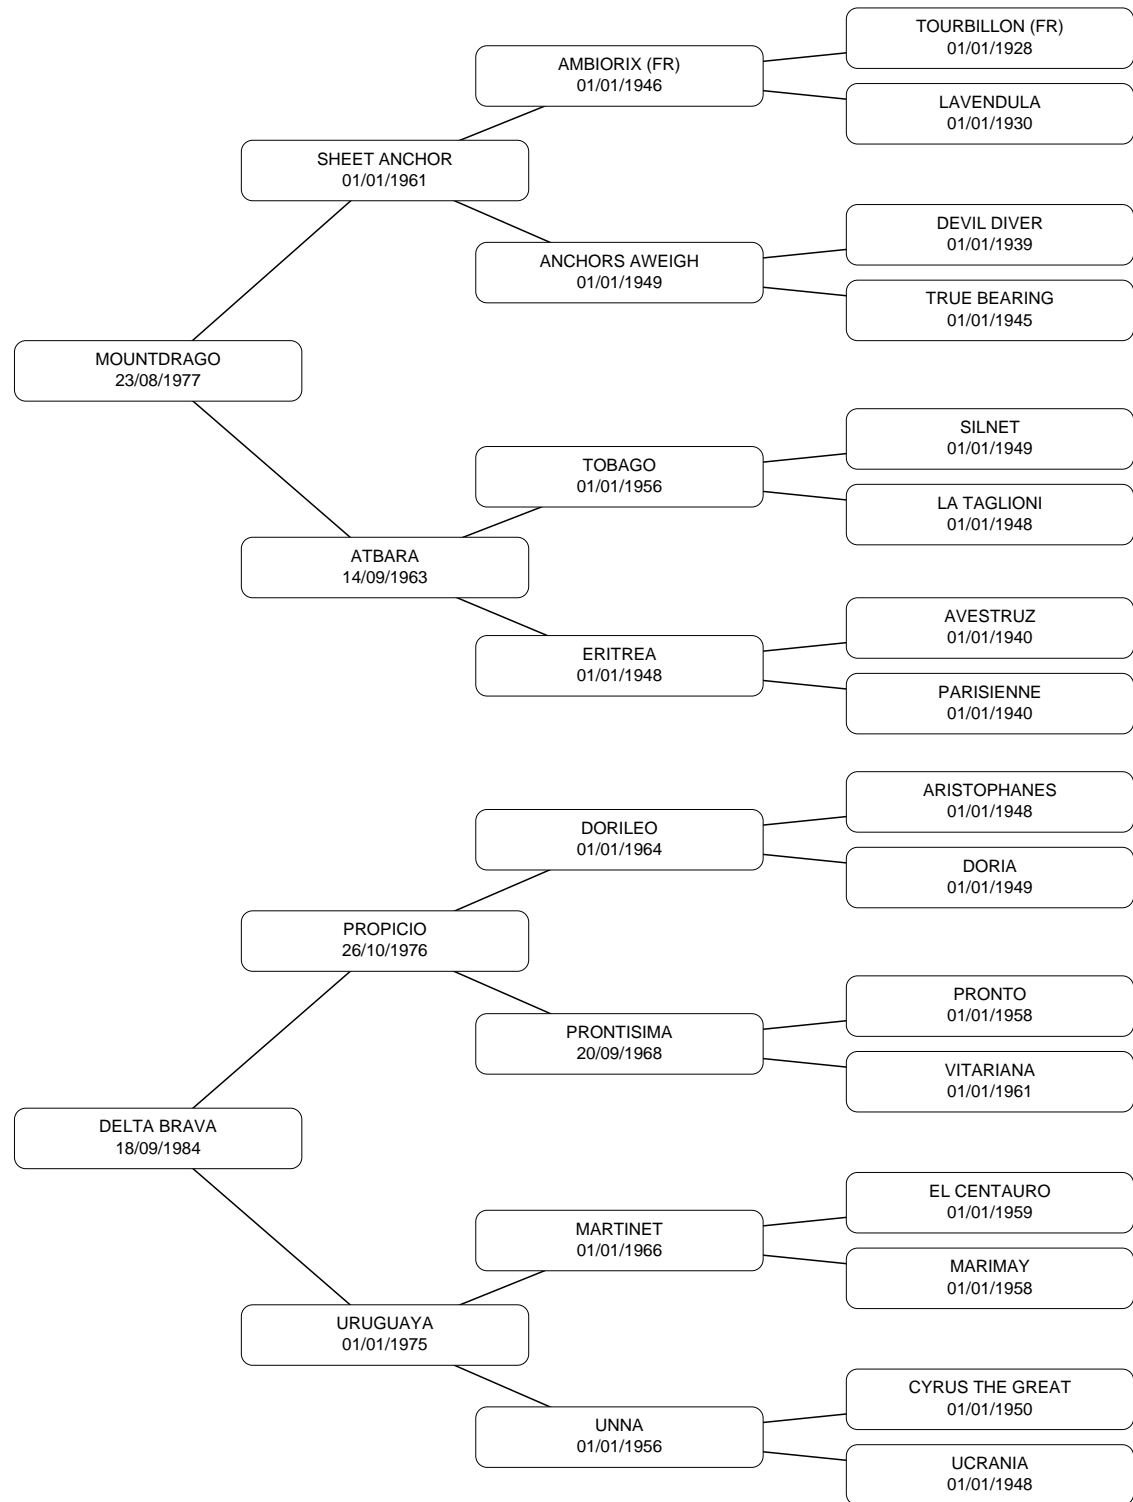 TOURBILLON (FR)
01/01/1928
AMBIORIX (FR)
01/01/1946
LAVENDULA
01/01/1930
SHEET ANCHOR
01/01/1961
DEVIL DIVER
01/01/1939
ANCHORS AWEIGH
01/01/1949
TRUE BEARING
01/01/1945
MOUNTDRAGO
23/08/1977
SILNET
01/01/1949
TOBAGO
01/01/1956
LA TAGLIONI
01/01/1948
ATBARA
14/09/1963
AVESTRUZ
01/01/1940
ERITREA
01/01/1948
PARISIENNE
01/01/1940
ARISTOPHANES
01/01/1948
DORILEO
01/01/1964
DORIA
01/01/1949
PROPICIO
26/10/1976
PRONTO
01/01/1958
PRONTISIMA
20/09/1968
VITARIANA
01/01/1961
DELTA BRAVA
18/09/1984
EL CENTAURO
01/01/1959
MARTINET
01/01/1966
MARIMAY
01/01/1958
URUGUAYA
01/01/1975
CYRUS THE GREAT
01/01/1950
UNNA
01/01/1956
UCRANIA
01/01/1948